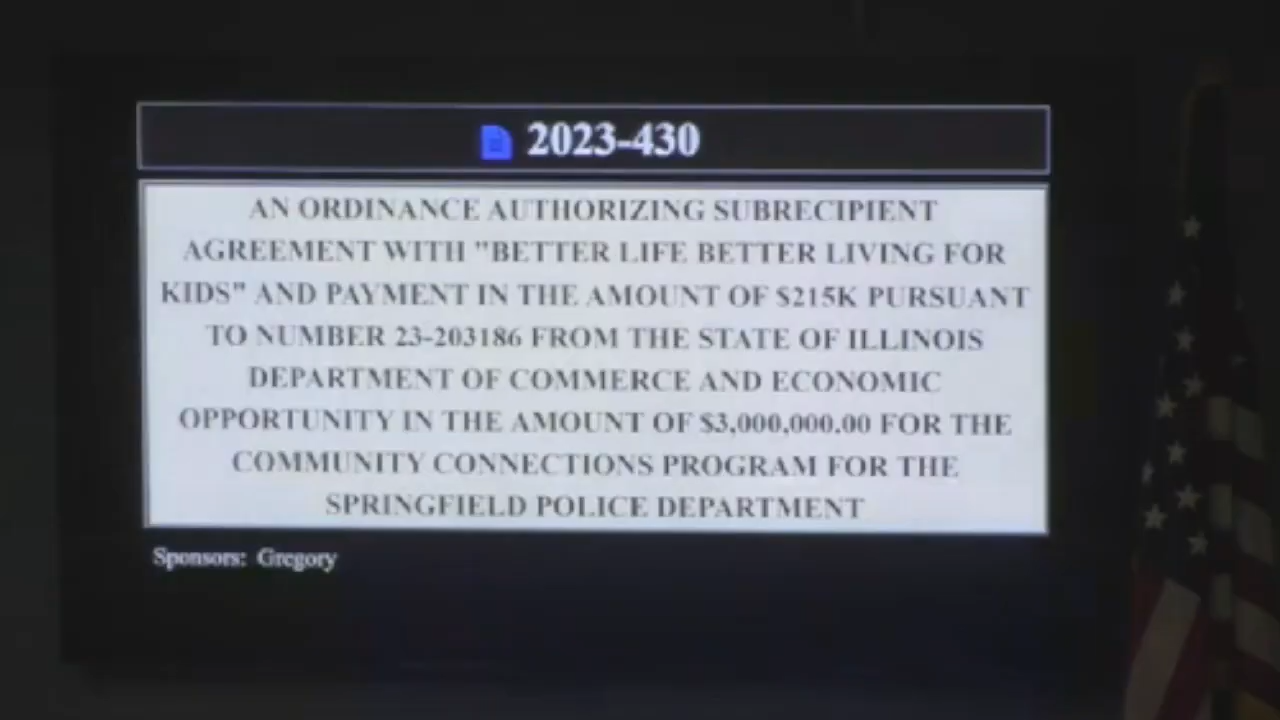 2023-430
AN ORDINANCE AUTHORIZING SUBRECIPIENT
AGREEMENT WITH "BETTER LIFE BETTER LIVING FOR
KIDS" AND PAYMENT IN THE AMOUNT OF $215K PURSUANT
TO NUMBER 23-203186 FROM THE STATE OF ILLINOIS
DEPARTMENT OF COMMERCE AND ECONOMIC
OPPORTUNITY IN THE AMOUNT OF $3,000,000.00 FOR THE
COMMUNITY CONNECTIONS PROGRAM FOR THE
SPRINGFIELD POLICE DEPARTMENT
Sponsors: Gregory